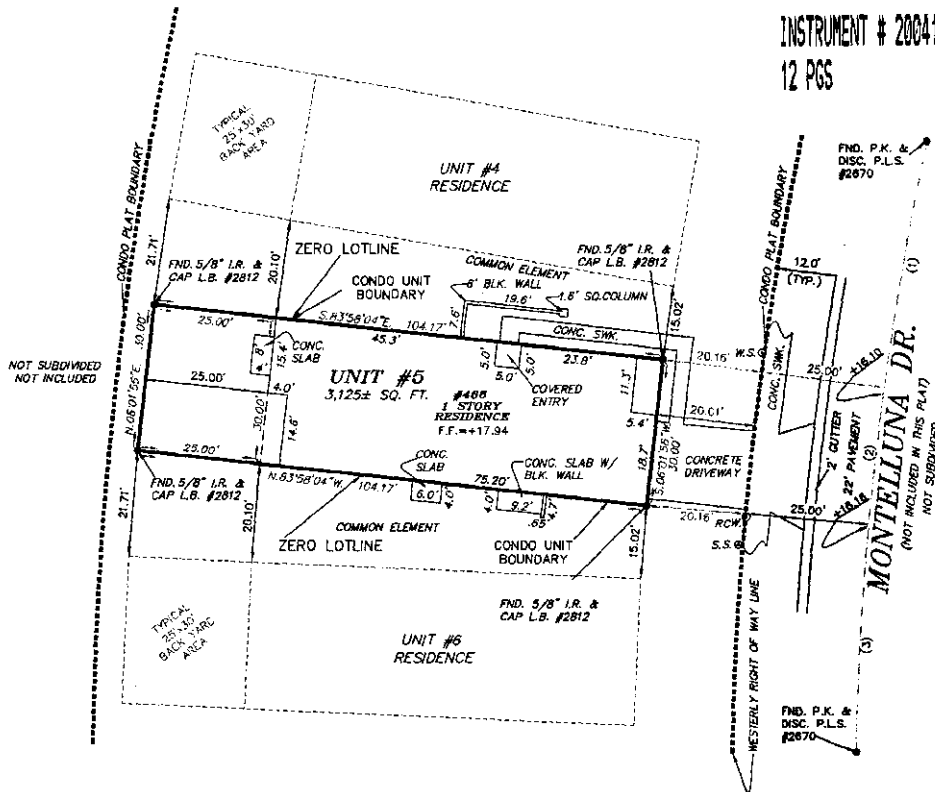 INSTRUMENT # 20041
12 PGS
FND. P.K. &
DISC. P.L.S.
#2670
CONDO PLAT BOUNDARY
TYPICAL
25'x30'
BACK YARD
AREA
UNIT #4
RESIDENCE
CONDO PLAT BOUNDARY
(1)
21.71'
ZERO LOTLINE
FND. 5/8" I.R. &
CAP L.B. #2812
FND. 5/8" I.R. &
CAP L.B. #2812
20.10'
CONDO UNIT
BOUNDARY
COMMON ELEMENT
6' BLK. WALL
19.6'
1.6' SQ.COLUMN
12.0'
(TYP.)
15.02'
25.00'
S.83°58'04"E.
104.17'
45.3'
7.6'
CONC. SWK.
23.8'
20.16'
W.S.
CONC. SWK.
25.00'
+16.10
30.00'
N.06°01'56"E
NOT SUBDIVIDED
NOT INCLUDED
CONC.
SLAB
15.4'
5.0'
5.0'
5.0'
COVERED
ENTRY
11.3'
25.00'
4.0'
UNIT #5
3,125± SQ. FT.
#466
1 STORY
RESIDENCE
F.F.=+17.94
5.4'
20.01'
30.00'
14.6'
18.7'
S.06°01'56"W.
30.00'
CONCRETE
DRIVEWAY
2' GUTTER
22' PAVEMENT
(2)
MONTELLUNA DR.
(NOT INCLUDED IN THIS PLAT)
NOT SUBDIVIDED
25.00'
N.83°58'04"W.
104.17'
CONC.
SLAB
6.0'
4.0'
75.20'
CONC. SLAB W/
BLK. WALL
4.0'
9.2'
4.7'
.65
20.16'
RCW.
25.00'
+16.16
S.S.
FND. 5/8" I.R. &
CAP L.B. #2812
21.71'
20.10'
COMMON ELEMENT
ZERO LOTLINE
CONDO UNIT
BOUNDARY
15.02'
FND. 5/8" I.R. &
CAP L.B. #2812
TYPICAL
25'x30'
BACK YARD
AREA
UNIT #6
RESIDENCE
WESTERLY RIGHT OF WAY LINE
(3)
FND. P.K. &
DISC. P.L.S.
#2670